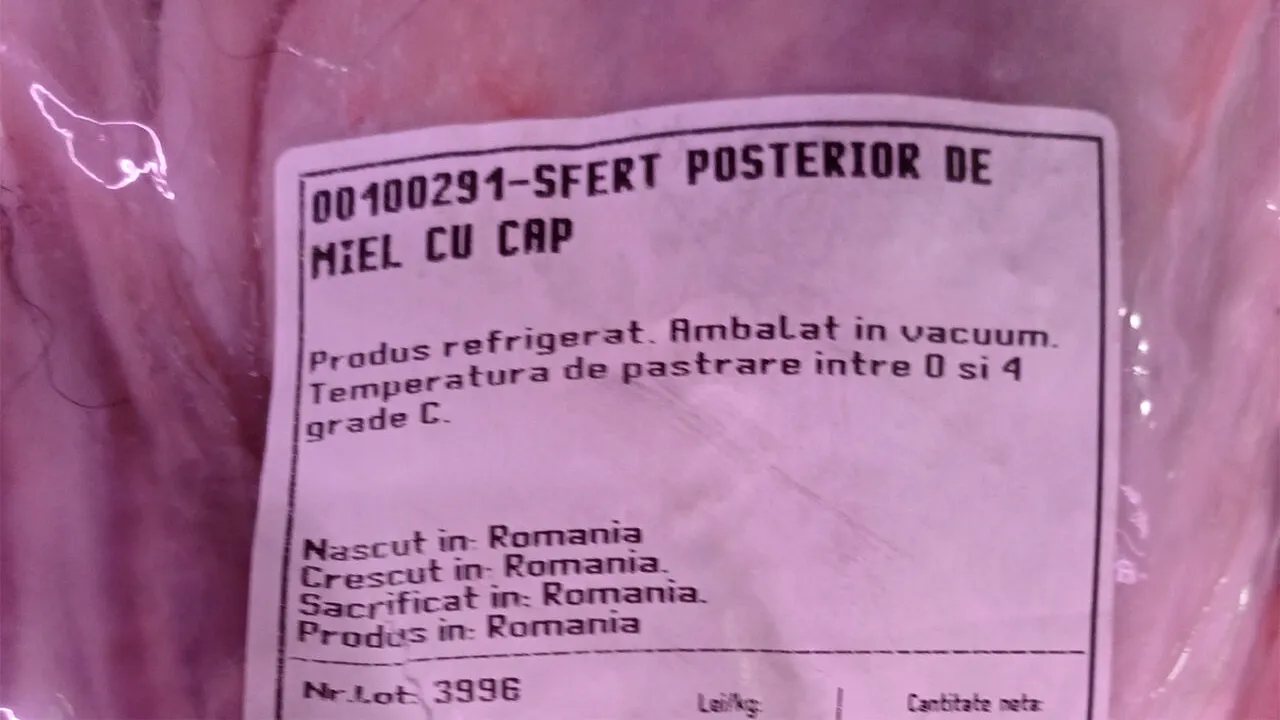 00100291-SFERT POSTERIOR DE
MIEL CU CAP
Produs refrigerat. Ambalat in vacuum.
Temperatura de pastrare intre 0 si 4
grade C.
Nascut in: Romania
Crescut in: Romania.
Sacrificat in: Romania.
Produs in: Romania
Nr.Lot: 3996
Lei/kg: Cantitate neta: